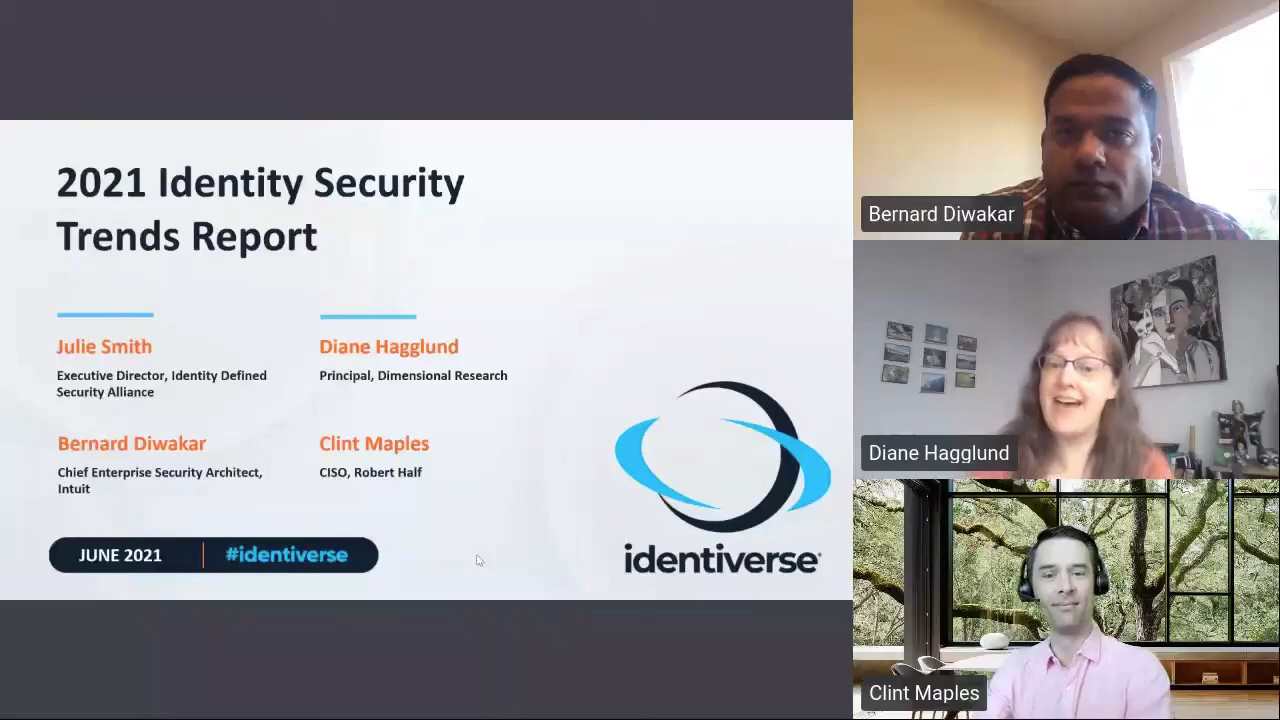 2021 Identity Security
Trends Report
Julie Smith
Executive Director, Identity Defined
Security Alliance
Diane Hagglund
Principal, Dimensional Research
Bernard Diwakar
Chief Enterprise Security Architect,
Intuit
Clint Maples
CISO, Robert Half
JUNE 2021
#identiverse
identiverse
Bernard Diwakar
Diane Hagglund
Clint Maples